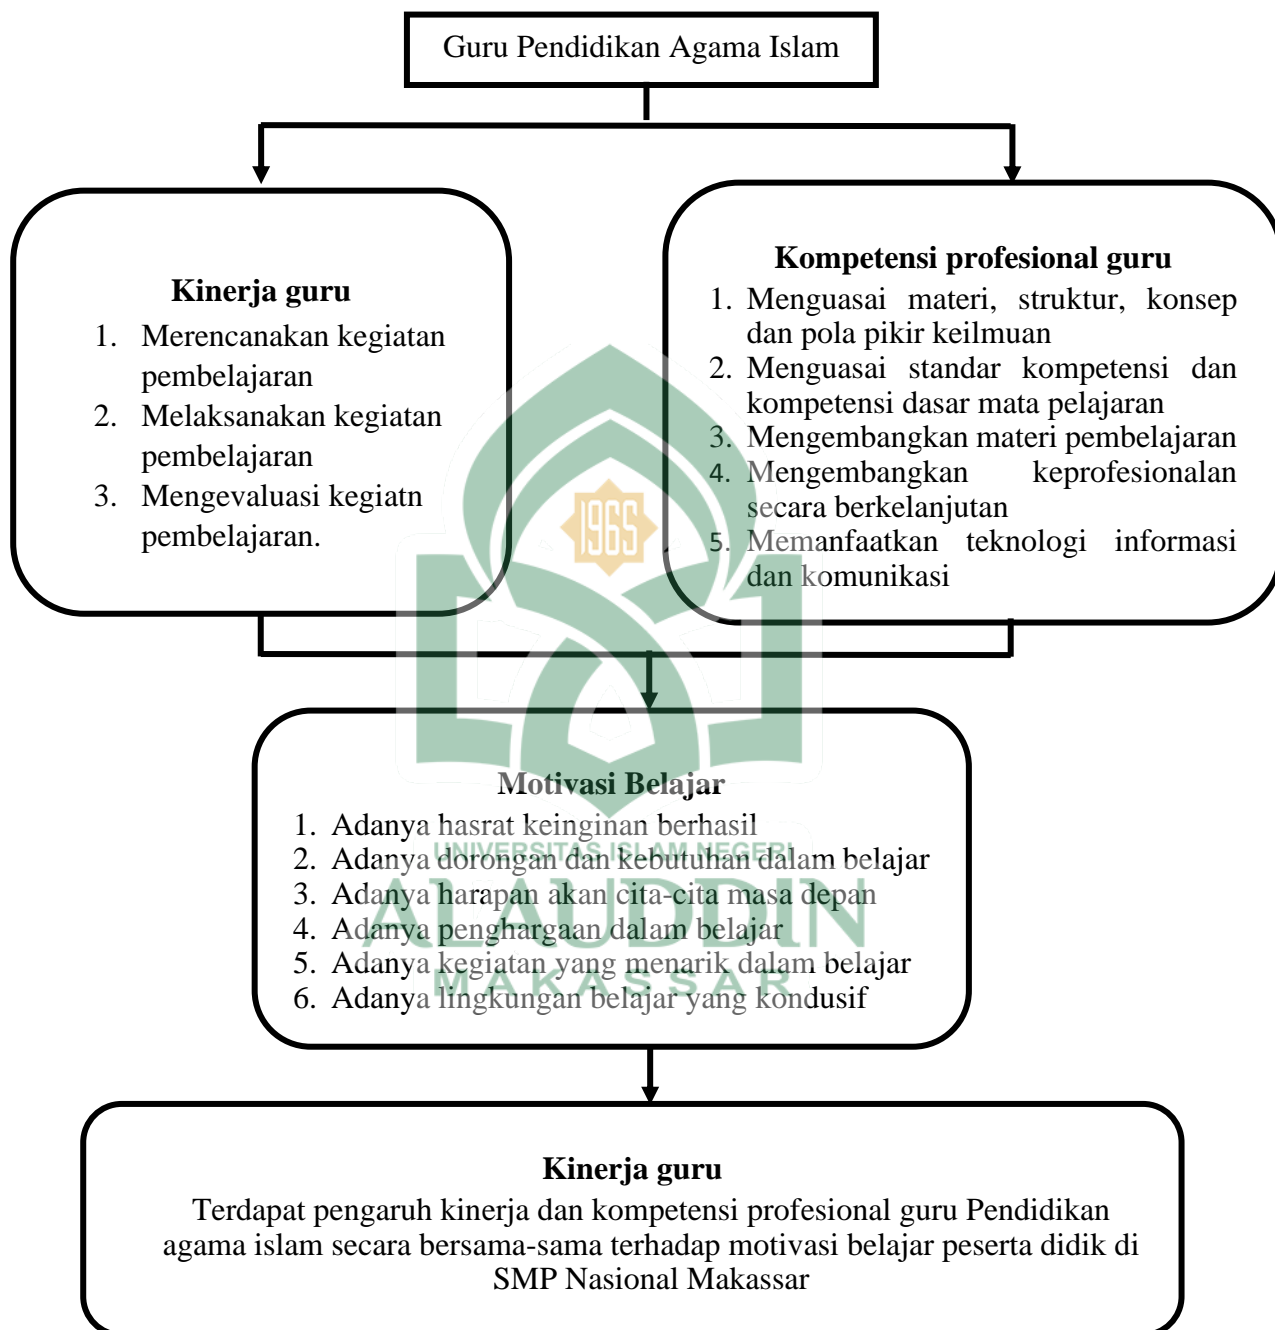 Guru Pendidikan Agama Islam
Kinerja guru
1. Merencanakan kegiatan
pembelajaran
2. Melaksanakan kegiatan
pembelajaran
3. Mengevaluasi kegiatn
pembelajaran.
Kompetensi profesional guru
1. Menguasai materi, struktur, konsep
dan pola pikir keilmuan
2. Menguasai standar kompetensi dan
kompetensi dasar mata pelajaran
3. Mengembangkan materi pembelajaran
4. Mengembangkan keprofesionalan
secara berkelanjutan
5. Memanfaatkan teknologi informasi
dan komunikasi
1965
Motivasi Belajar
1. Adanya hasrat keinginan berhasil
2. Adanya dorongan dan kebutuhan dalam belajar
3. Adanya harapan akan cita-cita masa depan
4. Adanya penghargaan dalam belajar
5. Adanya kegiatan yang menarik dalam belajar
6. Adanya lingkungan belajar yang kondusif
UNIVERSITAS ISLAM NEGERI
ALAUDDIN
MAKASSAR
Kinerja guru
Terdapat pengaruh kinerja dan kompetensi profesional guru Pendidikan
agama islam secara bersama-sama terhadap motivasi belajar peserta didik di
SMP Nasional Makassar